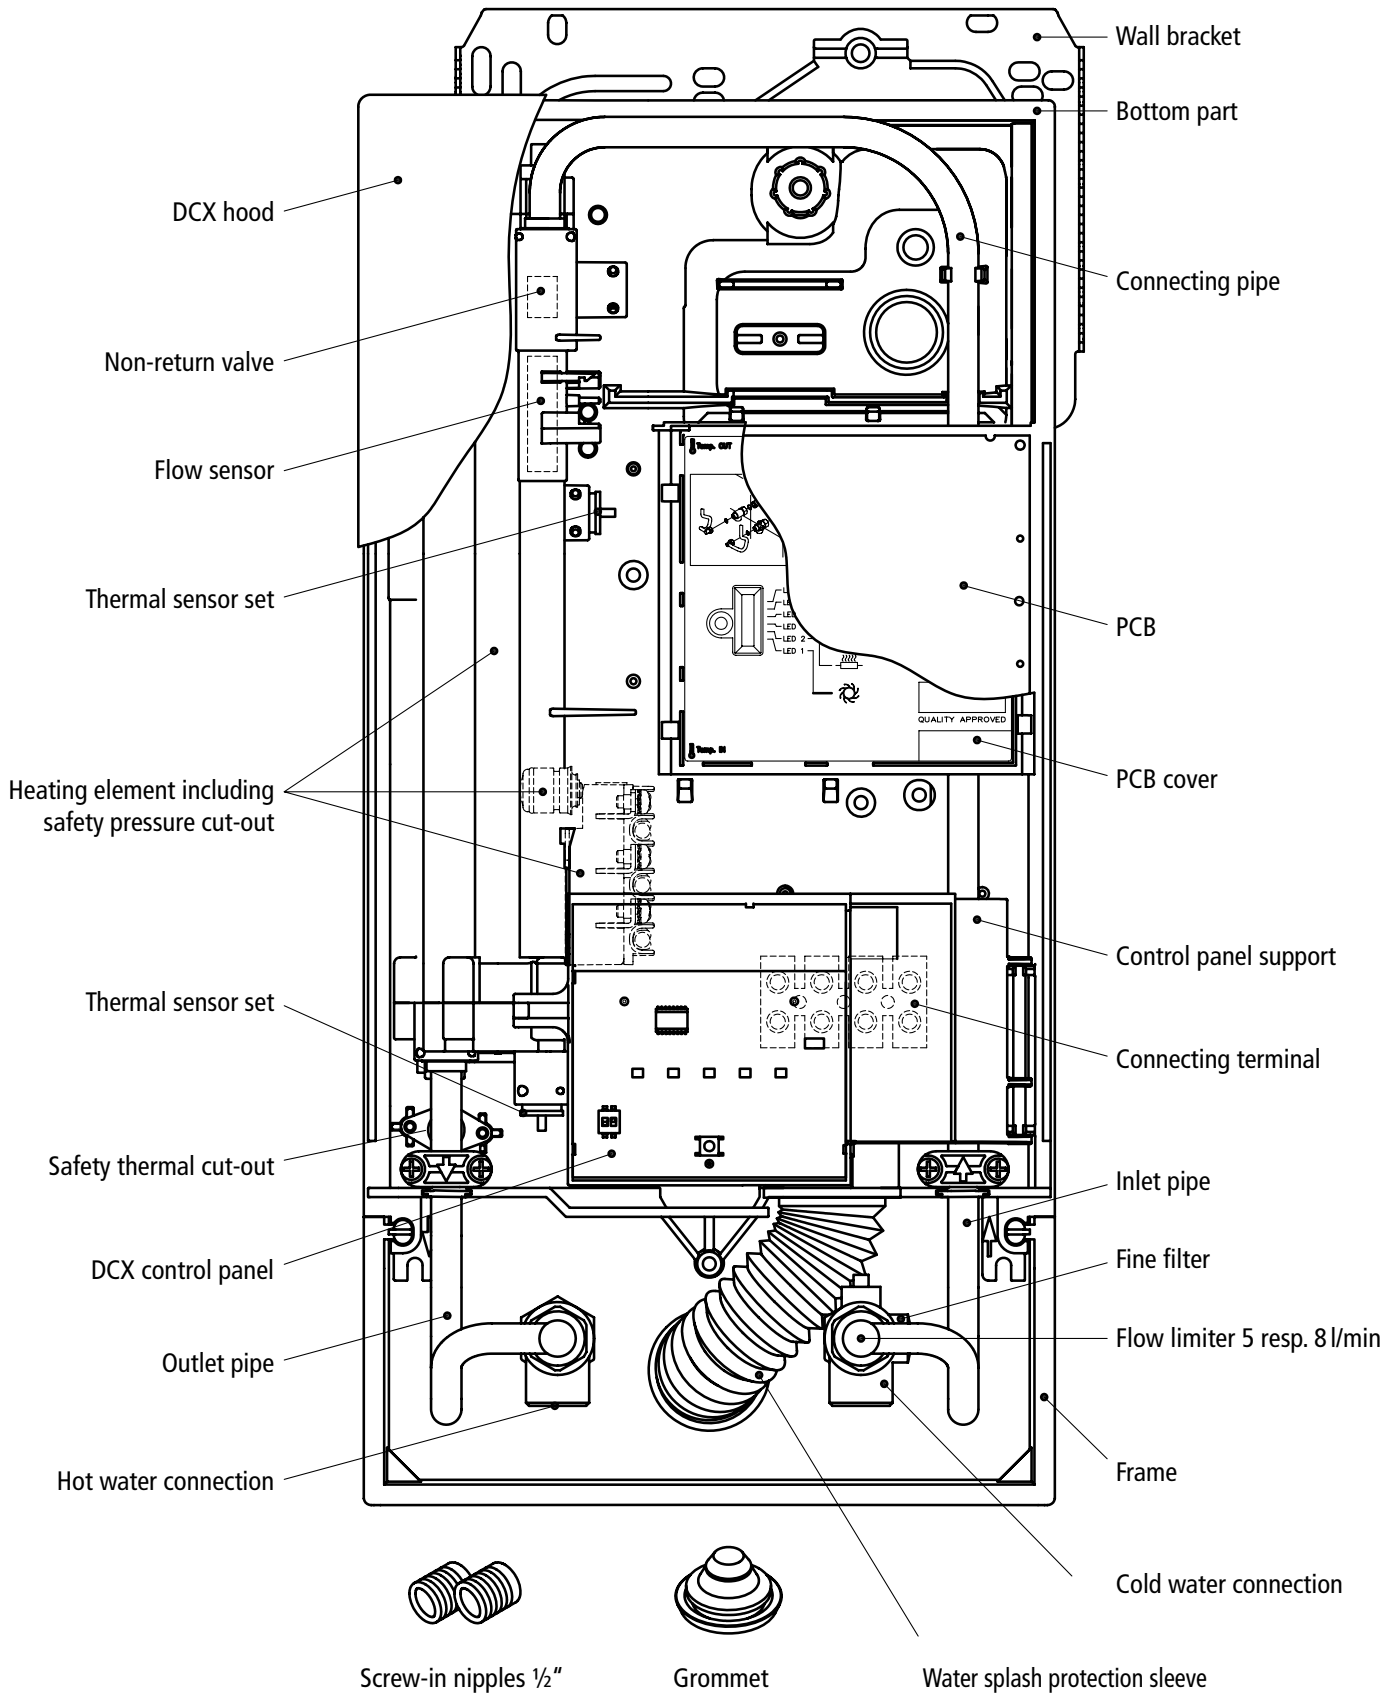 Wall bracket
Bottom part
DCX hood
Connecting pipe
Non-return valve
Temp. OUT
Flow sensor
Thermal sensor set
LED
LED
LED 2
LED 1
PCB
QUALITY APPROVED
Temp. IN
PCB cover
Heating element including
safety pressure cut-out
Control panel support
Thermal sensor set
Connecting terminal
Safety thermal cut-out
Inlet pipe
DCX control panel
Fine filter
Flow limiter 5 resp. 8 l/min
Outlet pipe
Hot water connection
Frame
Cold water connection
Screw-in nipples ½“
Grommet
Water splash protection sleeve